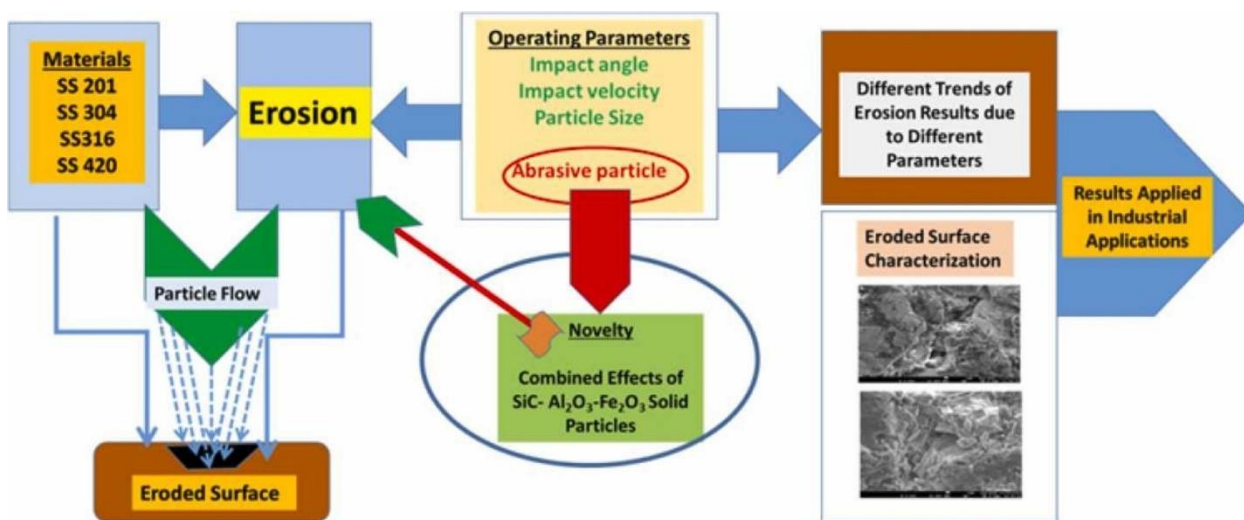 Materials
SS 201
SS 304
SS316
SS 420
Erosion
Operating Parameters
Impact angle
Impact velocity
Particle Size
Abrasive particle
Different Trends of
Erosion Results due
to Different
Parameters
Results Applied
in Industrial
Applications
Eroded Surface
Characterization
Particle Flow
Novelty
Combined Effects of
SiC- Al₂O₃-Fe₂O₃ Solid
Particles
Eroded Surface